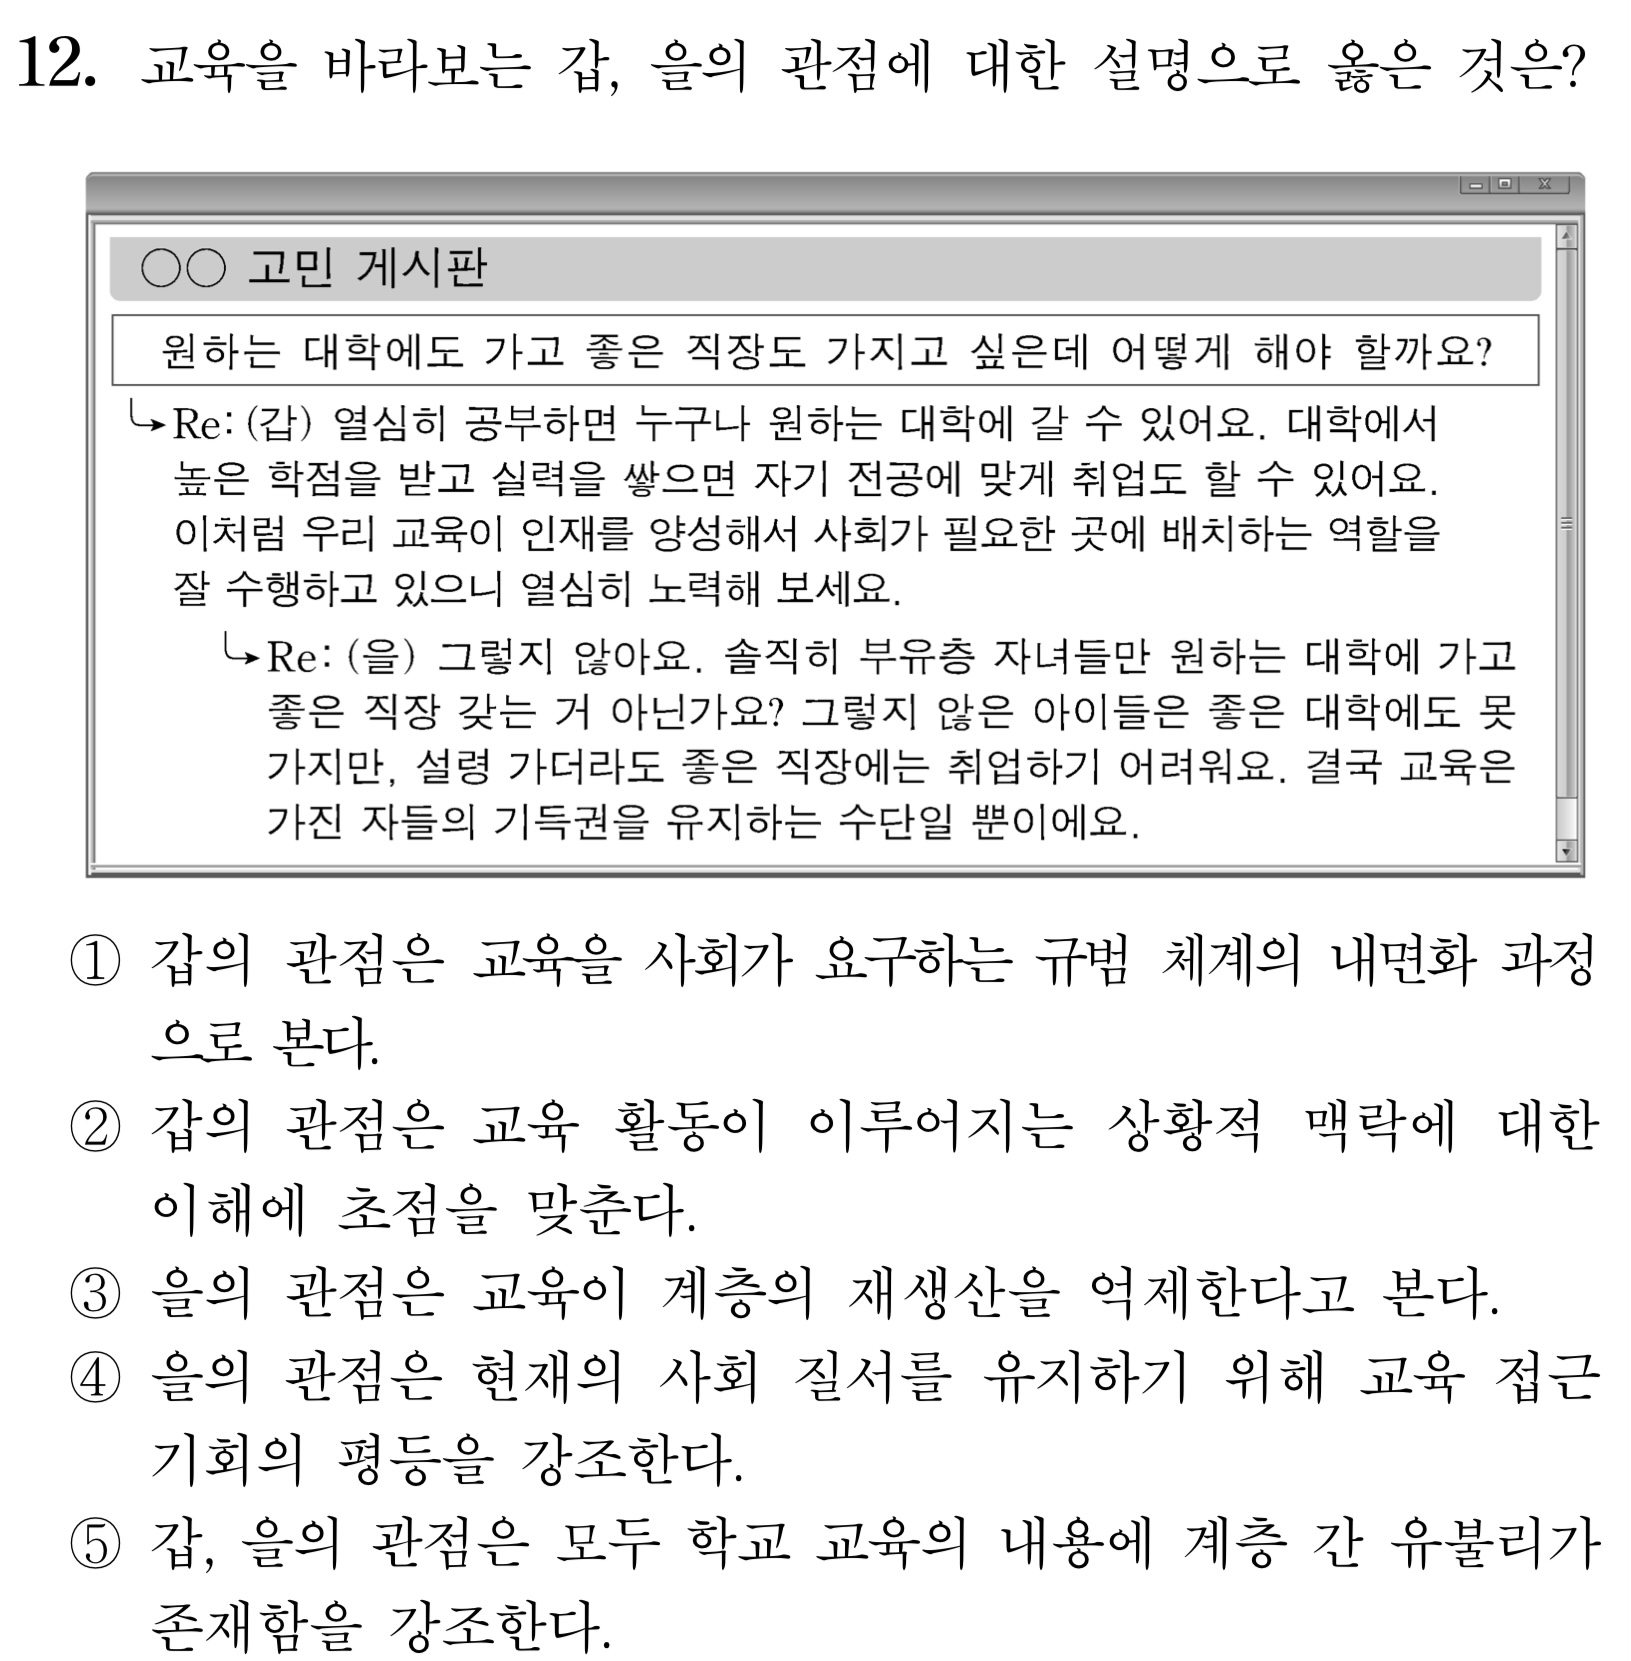 12. 교육을 바라보는 갑, 을의 관점에 대한 설명으로 옳은 것은?
○○ 고민 게시판
원하는 대학에도 가고 좋은 직장도 가지고 싶은데 어떻게 해야 할까요?
Re: (갑) 열심히 공부하면 누구나 원하는 대학에 갈 수 있어요. 대학에서
높은 학점을 받고 실력을 쌓으면 자기 전공에 맞게 취업도 할 수 있어요.
이처럼 우리 교육이 인재를 양성해서 사회가 필요한 곳에 배치하는 역할을
잘 수행하고 있으니 열심히 노력해 보세요.
Re: (을) 그렇지 않아요. 솔직히 부유층 자녀들만 원하는 대학에 가고
좋은 직장 갖는 거 아닌가요? 그렇지 않은 아이들은 좋은 대학에도 못
가지만, 설령 가더라도 좋은 직장에는 취업하기 어려워요. 결국 교육은
가진 자들의 기득권을 유지하는 수단일 뿐이에요.
① 갑의 관점은 교육을 사회가 요구하는 규범 체계의 내면화 과정
으로 본다.
② 갑의 관점은 교육 활동이 이루어지는 상황적 맥락에 대한
이해에 초점을 맞춘다.
③ 을의 관점은 교육이 계층의 재생산을 억제한다고 본다.
④ 을의 관점은 현재의 사회 질서를 유지하기 위해 교육 접근
기회의 평등을 강조한다.
⑤ 갑, 을의 관점은 모두 학교 교육의 내용에 계층 간 유불리가
존재함을 강조한다.